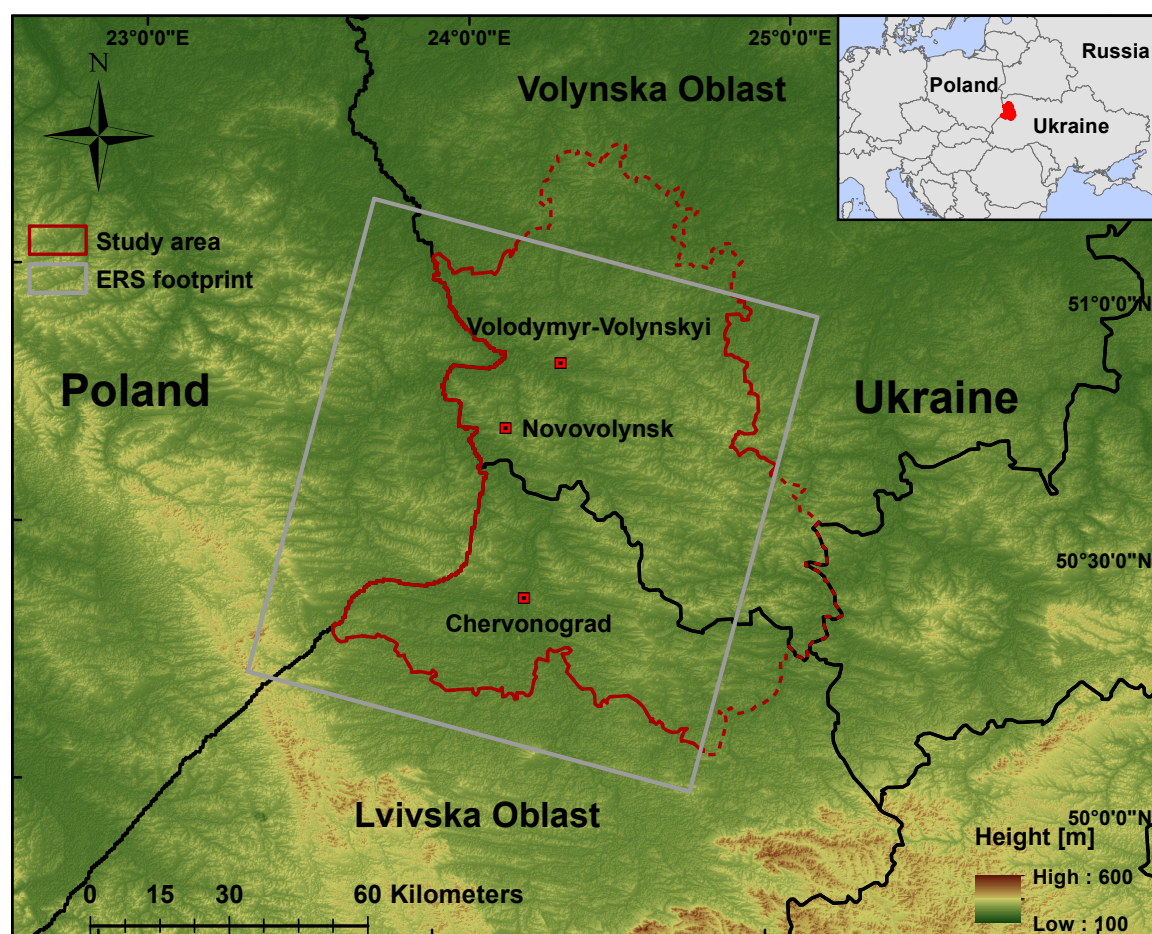 23°0'0"E
24°0'0"E
25°0'0"E
N
Volynska Oblast
Russia
Poland
Ukraine
Study area
ERS footprint
51°0'0"N
Volodymyr-Volynskyi
Poland
Ukraine
Novovolynsk
50°30'0"N
Chervonograd
Lvivska Oblast
50°0'0"N
Height [m]
High : 600
Low : 100
0 15 30 60 Kilometers